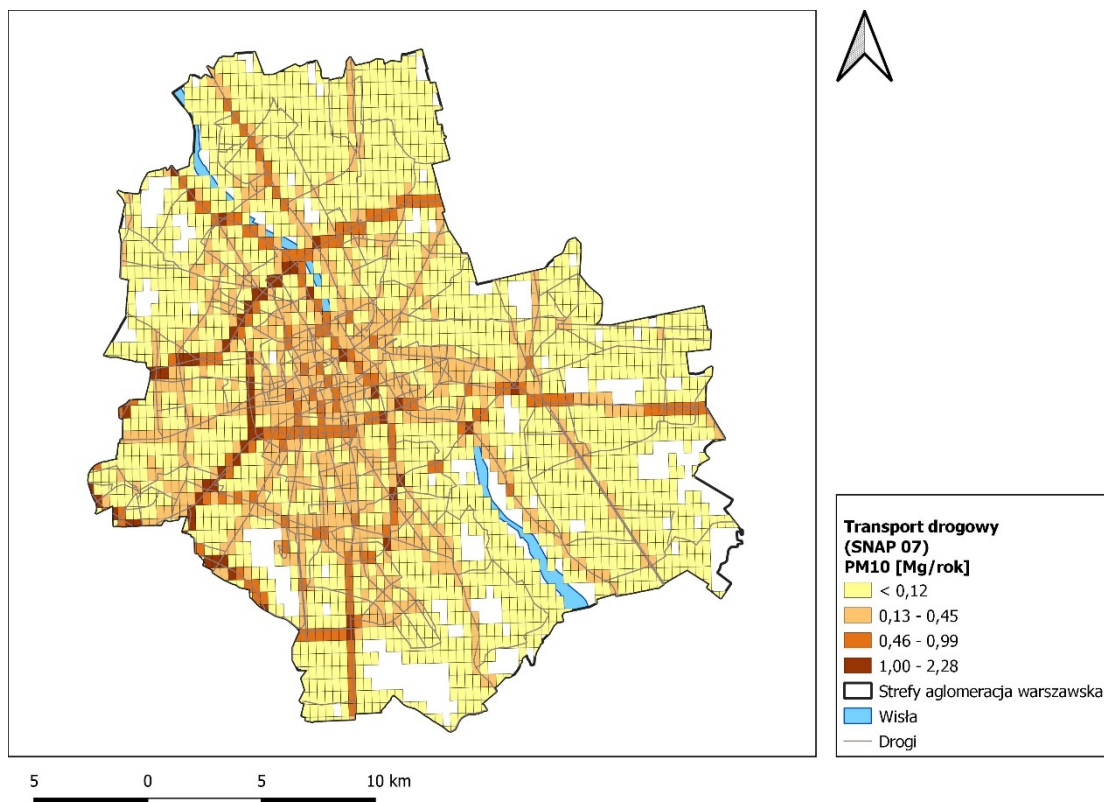 Transport drogowy
(SNAP 07)
PM10 [Mg/rok]
< 0,12
0,13 - 0,45
0,46 - 0,99
1,00 - 2,28
Strefy aglomeracja warszawska
Wisła
Drogi
5 0 5 10 km